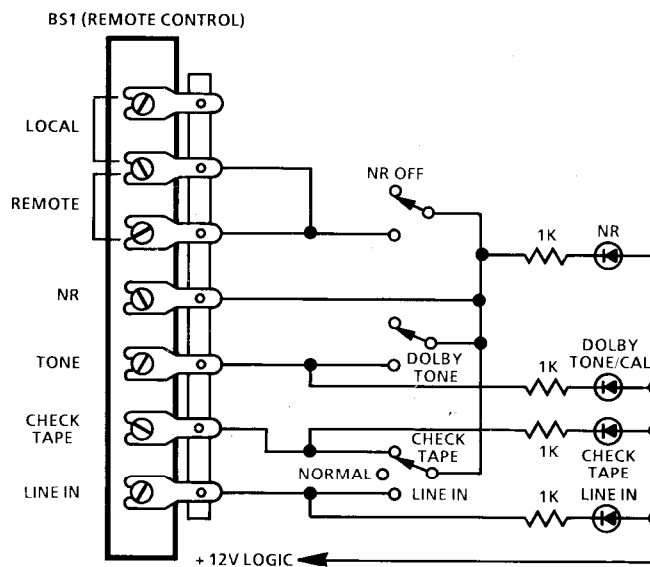 BS1 (REMOTE CONTROL)
LOCAL
REMOTE
NR OFF
1K
NR
NR
TONE
DOLBY
TONE
1K
DOLBY
TONE/CAL
CHECK
TAPE
CHECK
TAPE
1K
CHECK
TAPE
NORMAL
LINE IN
LINE IN
1K
LINE IN
+ 12V LOGIC